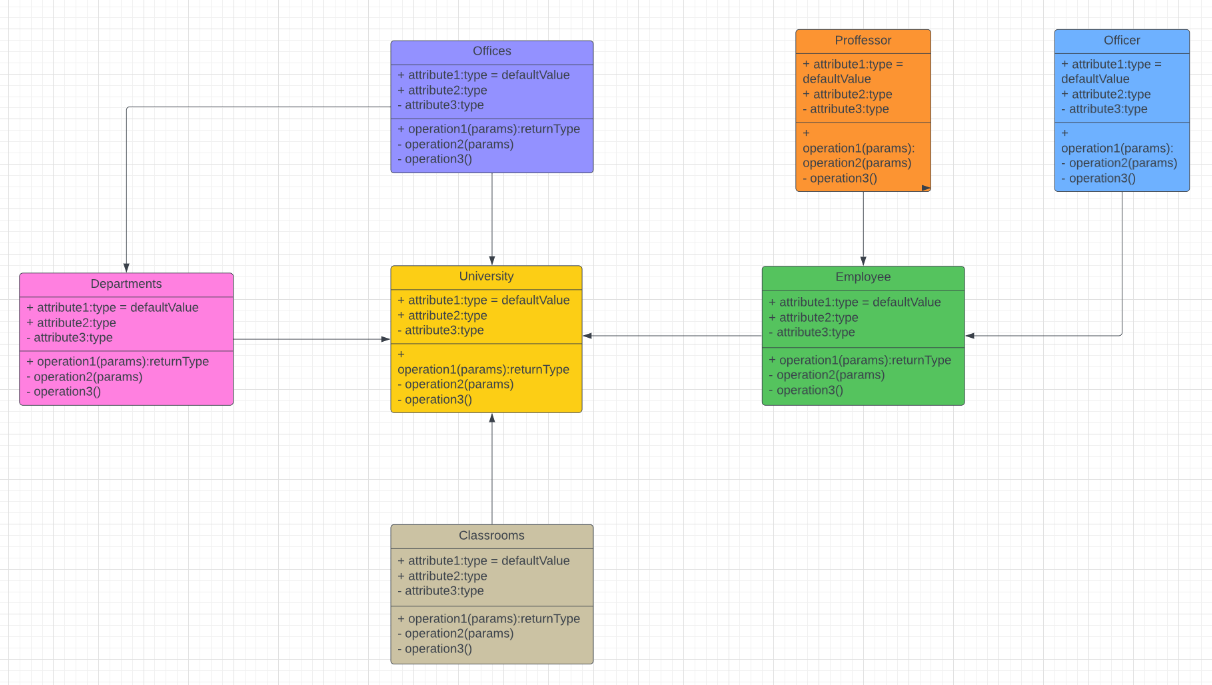 Offices
+ attribute1:type = defaultValue
+ attribute2:type
- attribute3:type
+ operation1(params):returnType
- operation2(params)
- operation3()
Proffessor
+ attribute1:type =
defaultValue
+ attribute2:type
- attribute3:type
+
operation1(params):
operation2(params)
- operation3()
Officer
+ attribute1:type =
defaultValue
+ attribute2:type
- attribute3:type
+
operation1(params):
- operation2(params)
- operation3()
Departments
+ attribute1:type = defaultValue
+ attribute2:type
- attribute3:type
+ operation1(params):returnType
- operation2(params)
- operation3()
University
+ attribute1:type = defaultValue
+ attribute2:type
- attribute3:type
+
operation1(params):returnType
- operation2(params)
- operation3()
Employee
+ attribute1:type = defaultValue
+ attribute2:type
- attribute3:type
+ operation1(params):returnType
- operation2(params)
- operation3()
Classrooms
+ attribute1:type = defaultValue
+ attribute2:type
- attribute3:type
+ operation1(params):returnType
- operation2(params)
- operation3()